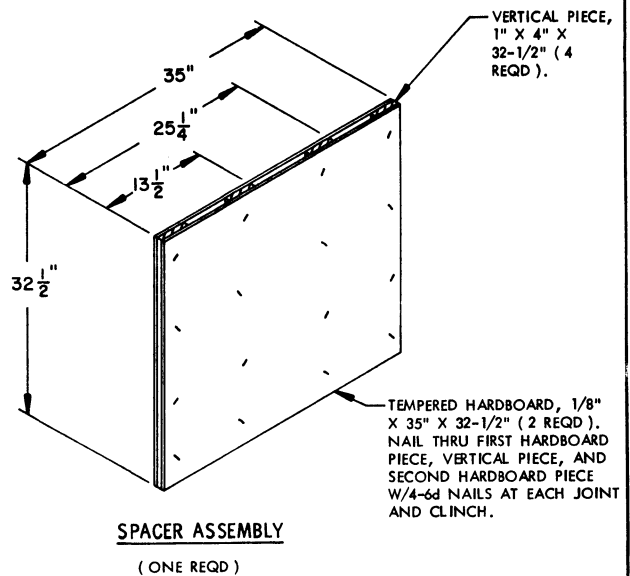 VERTICAL PIECE,
1" X 4" X
32-1/2" ( 4
REQD ).
35"
25 1/4"
13 1/2"
32 1/2"
TEMPERED HARDBOARD, 1/8"
X 35" X 32-1/2" ( 2 REQD ).
NAIL THRU FIRST HARDBOARD
PIECE, VERTICAL PIECE, AND
SECOND HARDBOARD PIECE
W/4-6d NAILS AT EACH JOINT
AND CLINCH.
SPACER ASSEMBLY
( ONE REQD )